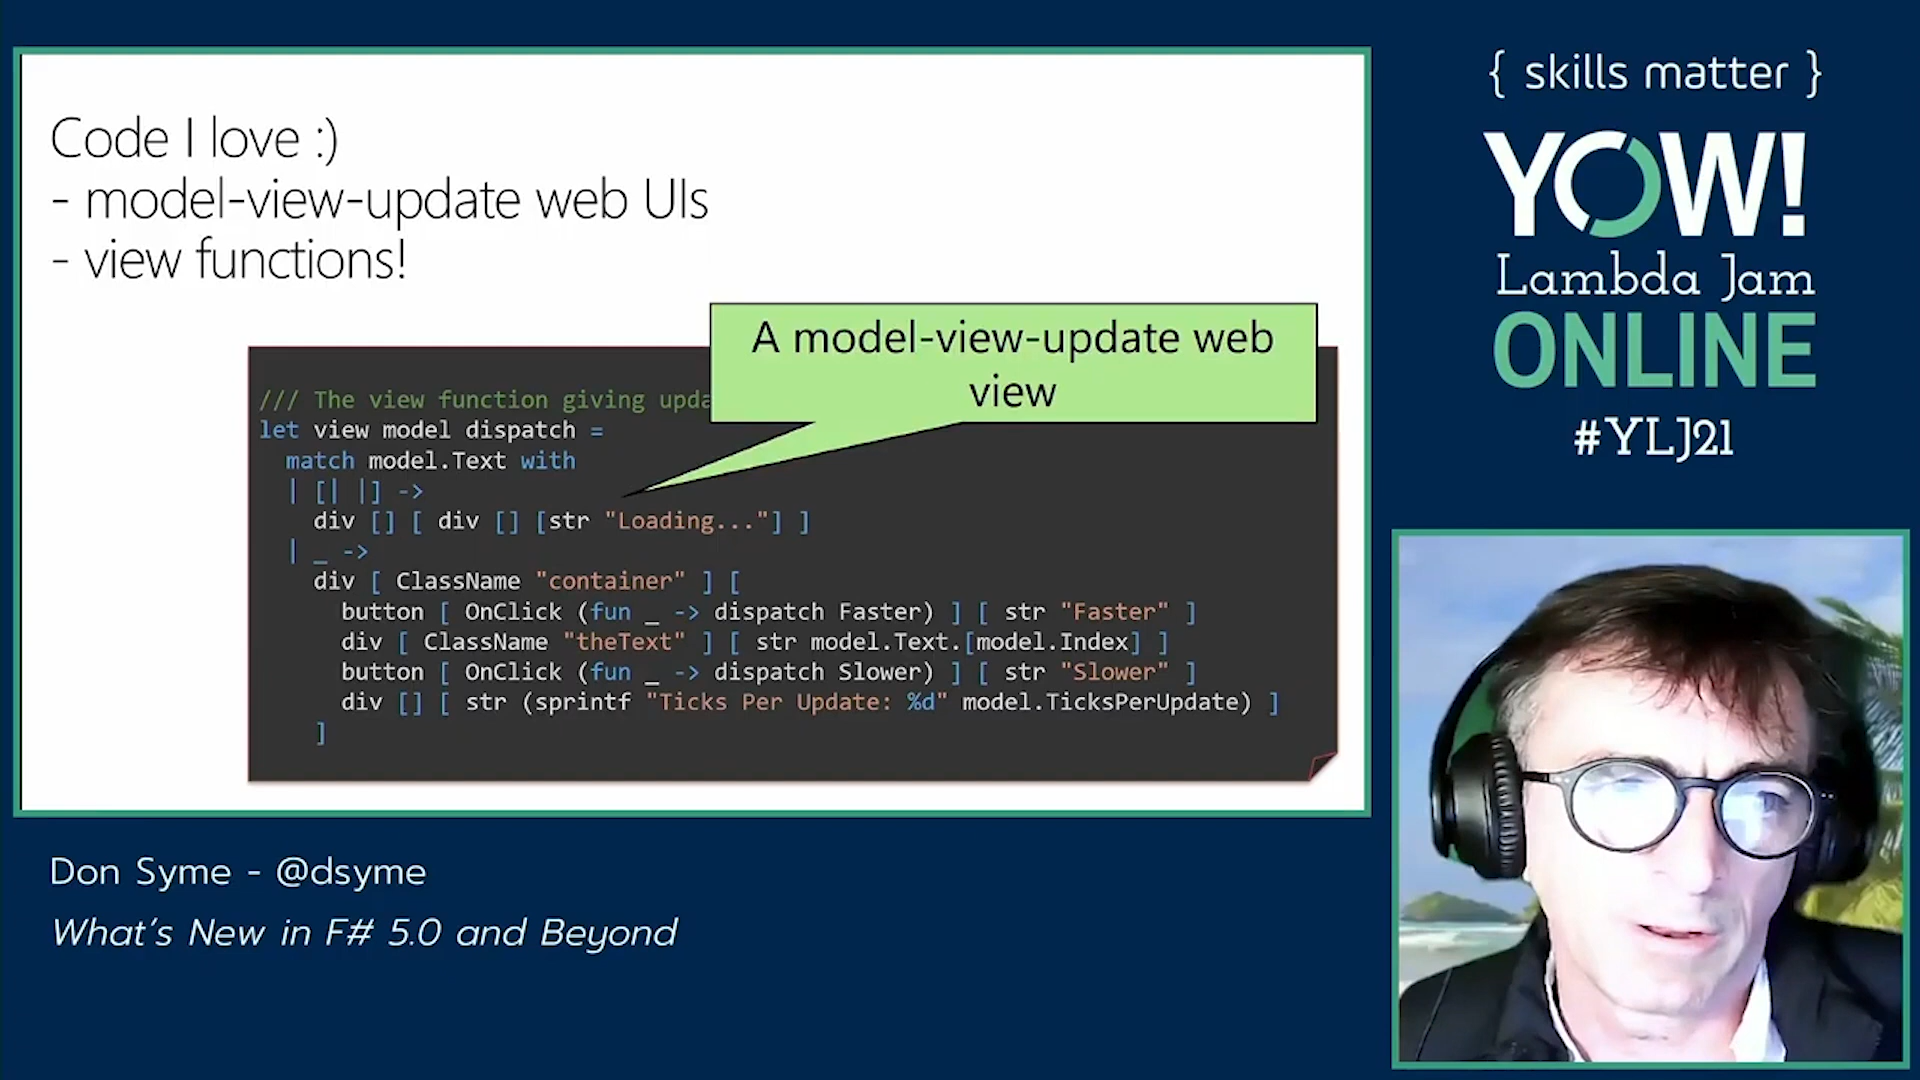 Code I love :)
- model-view-update web UIs
- view functions!
A model-view-update web
view
/// The view function giving upda
let view model dispatch =
match model.Text with
| [| |] ->
div [] [ div [] [str "Loading..."] ]
| _ ->
div [ ClassName "container" ] [
button [ OnClick (fun _ -> dispatch Faster) ] [ str "Faster" ]
div [ ClassName "theText" ] [ str model.Text.[model.Index] ]
button [ OnClick (fun _ -> dispatch Slower) ] [ str "Slower" ]
div [] [ str (sprintf "Ticks Per Update: %d" model.TicksPerUpdate) ]
]
{ skills matter }
YOW!
Lambda Jam
ONLINE
#YLJ21
Don Syme - @dsyme
What's New in F# 5.0 and Beyond